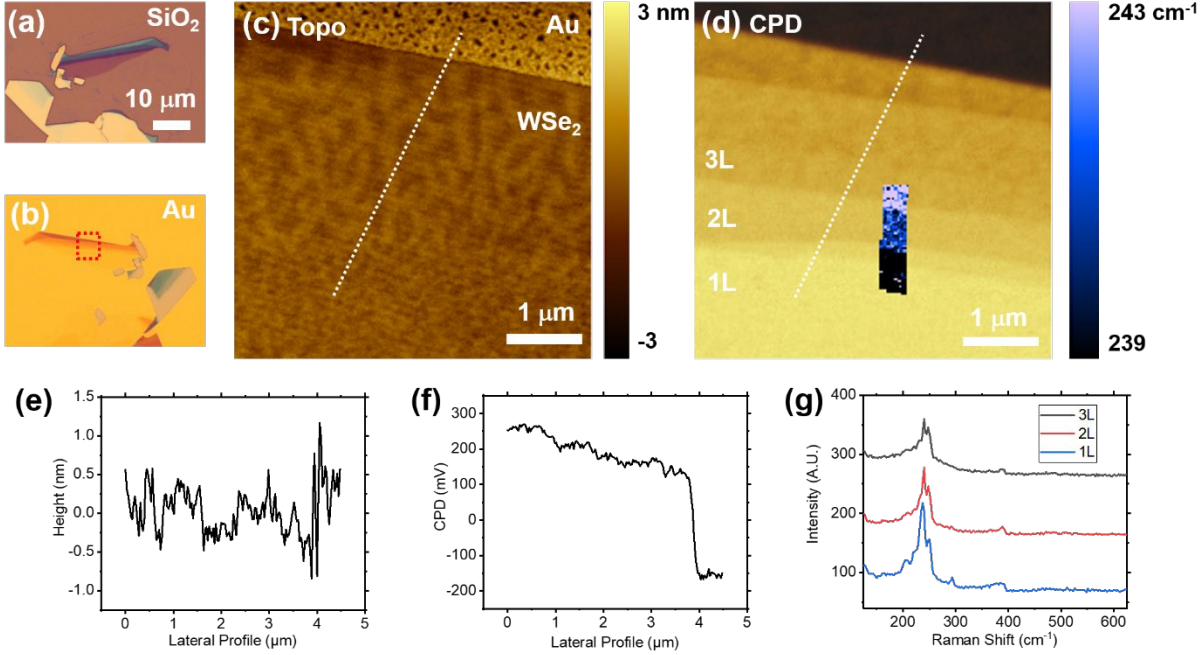 (a)
SiO₂
10 μm
(b)
Au
(c) Topo
Au
WSe₂
1 μm
3 nm
-3
(d) CPD
3L
2L
1L
1 μm
243 cm⁻¹
239
(e)
Height (nm)
1.5
1.0
0.5
0.0
-0.5
-1.0
0 1 2 3 4 5
Lateral Profile (μm)
(f)
CPD (mV)
300
200
100
0
-100
-200
0 1 2 3 4 5
Lateral Profile (μm)
(g)
Intensity (A.U.)
400
300
200
100
3L
2L
1L
200 300 400 500 600
Raman Shift (cm⁻¹)